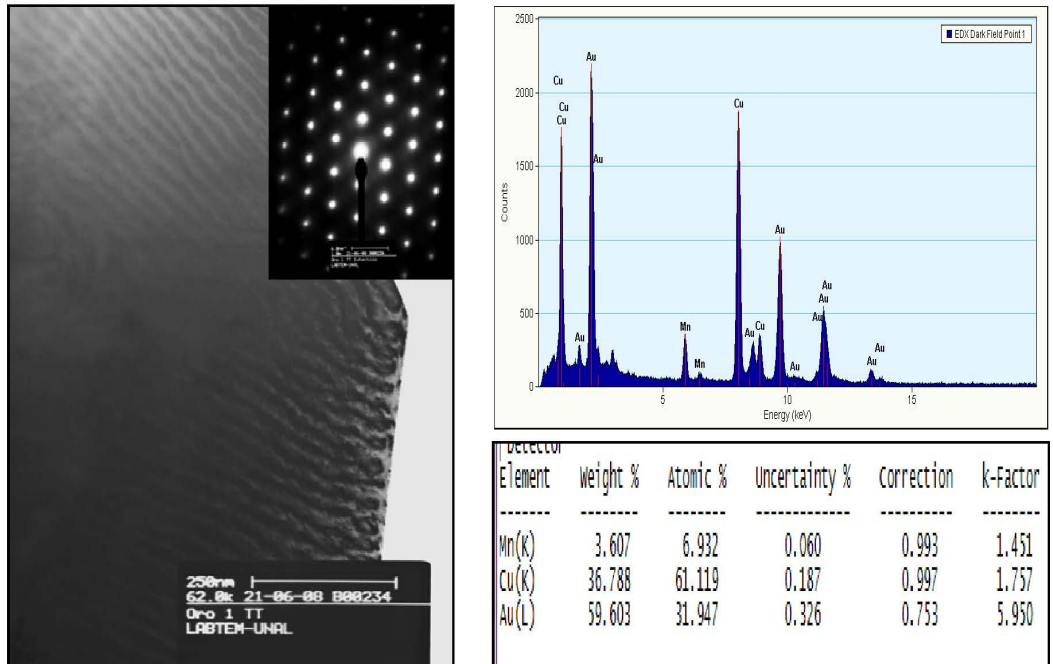 250nm
62.0k 21-06-08 B00234
Oro 1 TT
LABTEM-UNAL
LABTEM-UNAL
2500
EDX Dark Field Point 1
Au
Cu
2000
Cu
Cu
Cu
Au
1500
Counts
1000
Au
500
Au
Au
Au
Mn
Au
Cu
Au
Mn
Au
Au
Au
0
5
10
15
Energy (keV)
Detector
Element Weight % Atomic % Uncertainty % Correction k-Factor
------- -------- -------- ------------- ---------- --------
Mn(K) 3.607 6.932 0.060 0.993 1.451
Cu(K) 36.788 61.119 0.187 0.997 1.757
Au(L) 59.603 31.947 0.326 0.753 5.950